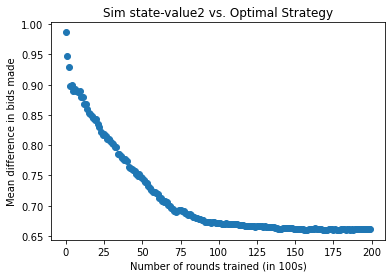 Sim state-value2 vs. Optimal Strategy
1.00
0.95
0.90
0.85
0.80
0.75
0.70
0.65
Mean difference in bids made
0 25 50 75 100 125 150 175 200
Number of rounds trained (in 100s)